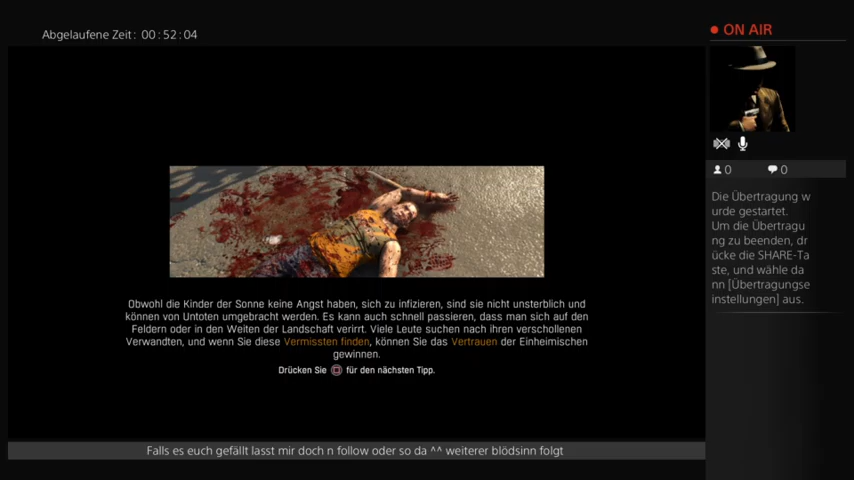 Abgelaufene Zeit: 00:52:04
ON AIR
0 0
Die Übertragung w
urde gestartet.
Um die Übertragu
ng zu beenden, dr
ücke die SHARE-Ta
ste, und wähle da
nn [Übertragungse
instellungen] aus.
Obwohl die Kinder der Sonne keine Angst haben, sich zu infizieren, sind sie nicht unsterblich und
können von Untoten umgebracht werden. Es kann auch schnell passieren, dass man sich auf den
Feldern oder in den Weiten der Landschaft verirrt. Viele Leute suchen nach ihren verschollenen
Verwandten, und wenn Sie diese Vermissten finden, können Sie das Vertrauen der Einheimischen
gewinnen.
Drücken Sie für den nächsten Tipp.
Falls es euch gefällt lasst mir doch n follow oder so da ^^ weiterer blödsinn folgt